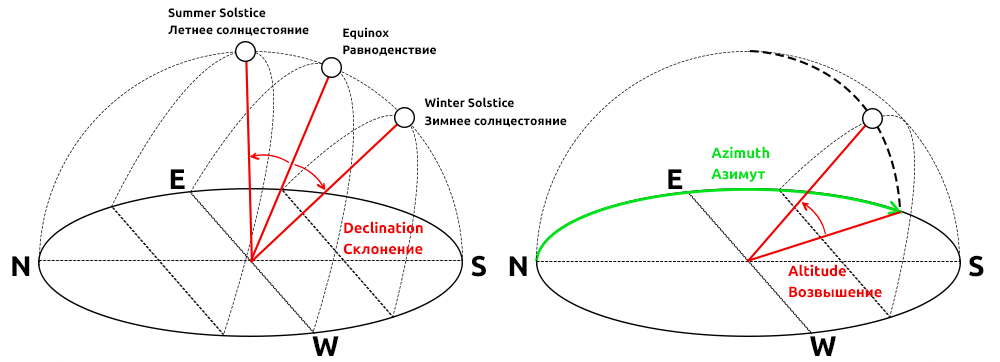 Summer Solstice
Летнее солнцестояние
Equinox
Равноденствие
Winter Solstice
Зимнее солнцестояние
E
Declination
Склонение
N
S
W
Azimuth
Азимут
E
N
S
Altitude
Возвышение
W